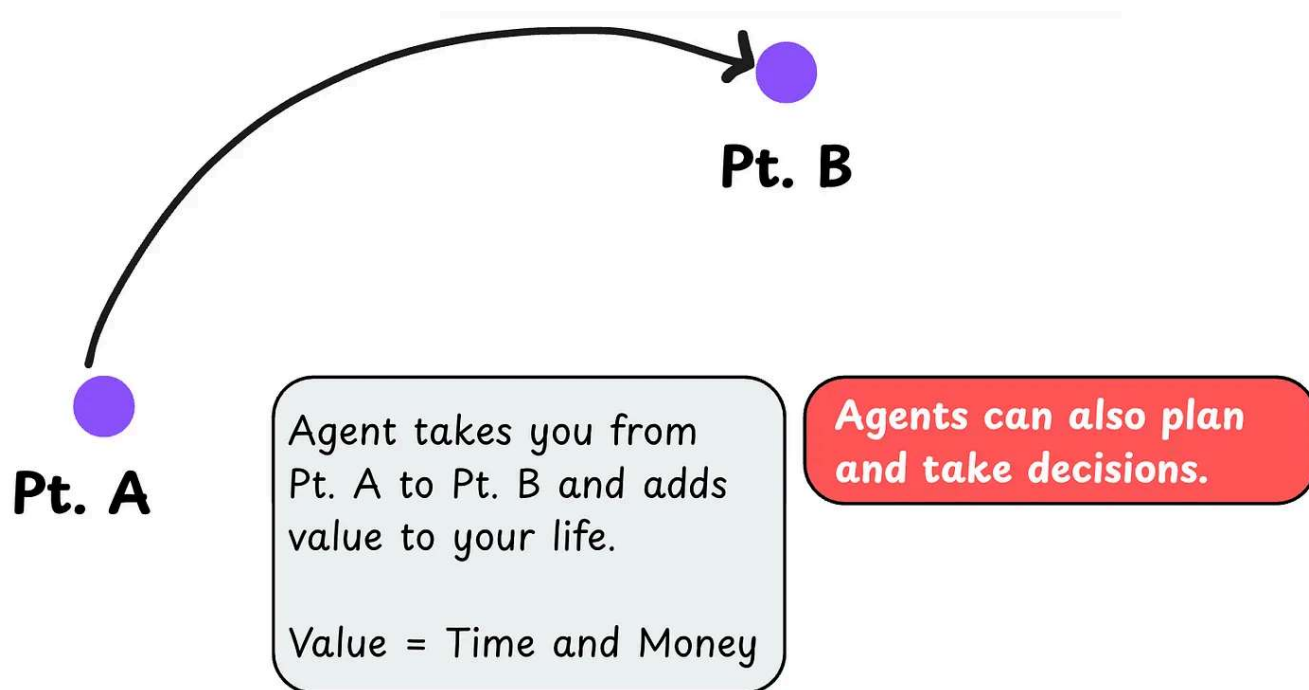 Pt. B
Pt. A
Agent takes you from
Pt. A to Pt. B and adds
value to your life.
Value = Time and Money
Agents can also plan
and take decisions.